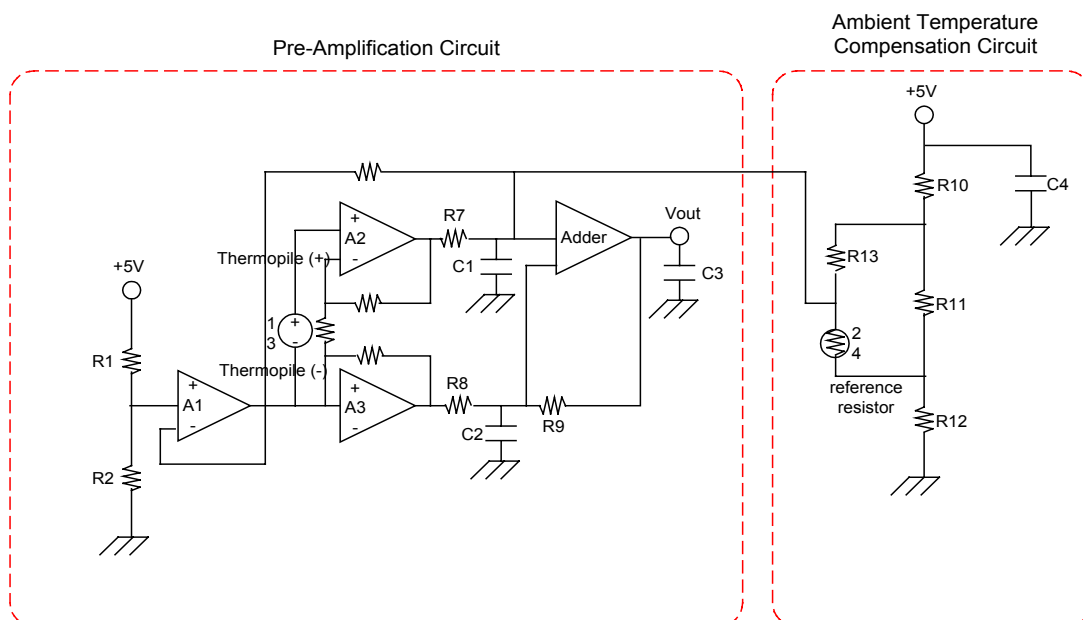 Pre-Amplification Circuit
Ambient Temperature
Compensation Circuit
+5V
R10
C4
R7
+
A2
-
Thermopile (+)
Adder
Vout
C1
C3
R13
+5V
R11
1
3
+
-
2
4
R1
Thermopile (-)
reference
resistor
R8
+
A1
-
+
A3
-
R9
C2
R12
R2